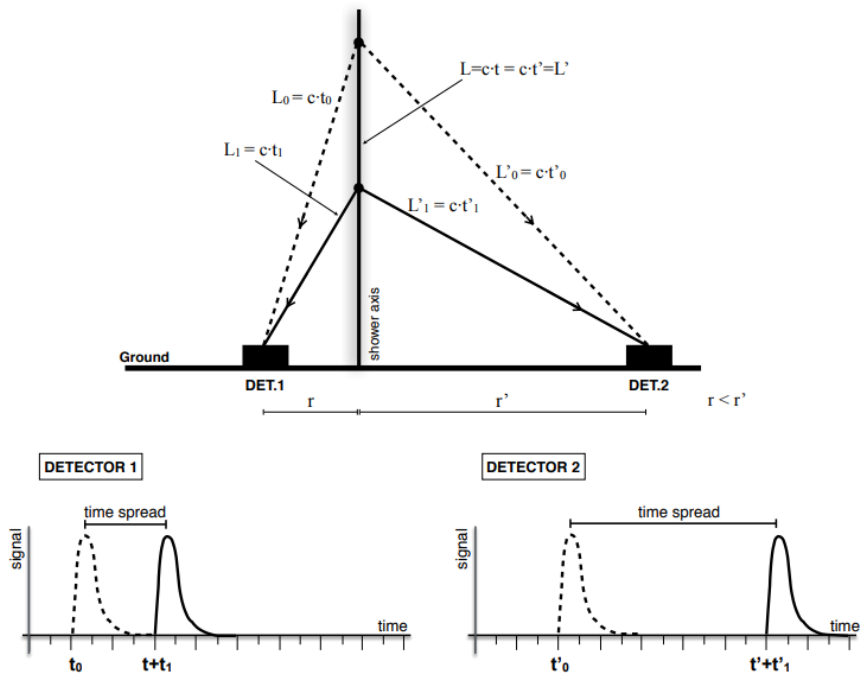 L=c·t = c·t’=L’
L₀= c·t₀
L₁ = c·t₁
L’₀= c·t’₀
L’₁ = c·t’₁
shower axis
Ground
DET.1
DET.2
r
r’
r < r’
DETECTOR 1
DETECTOR 2
time spread
time spread
signal
signal
time
time
t₀
t+t₁
t’₀
t’+t’₁